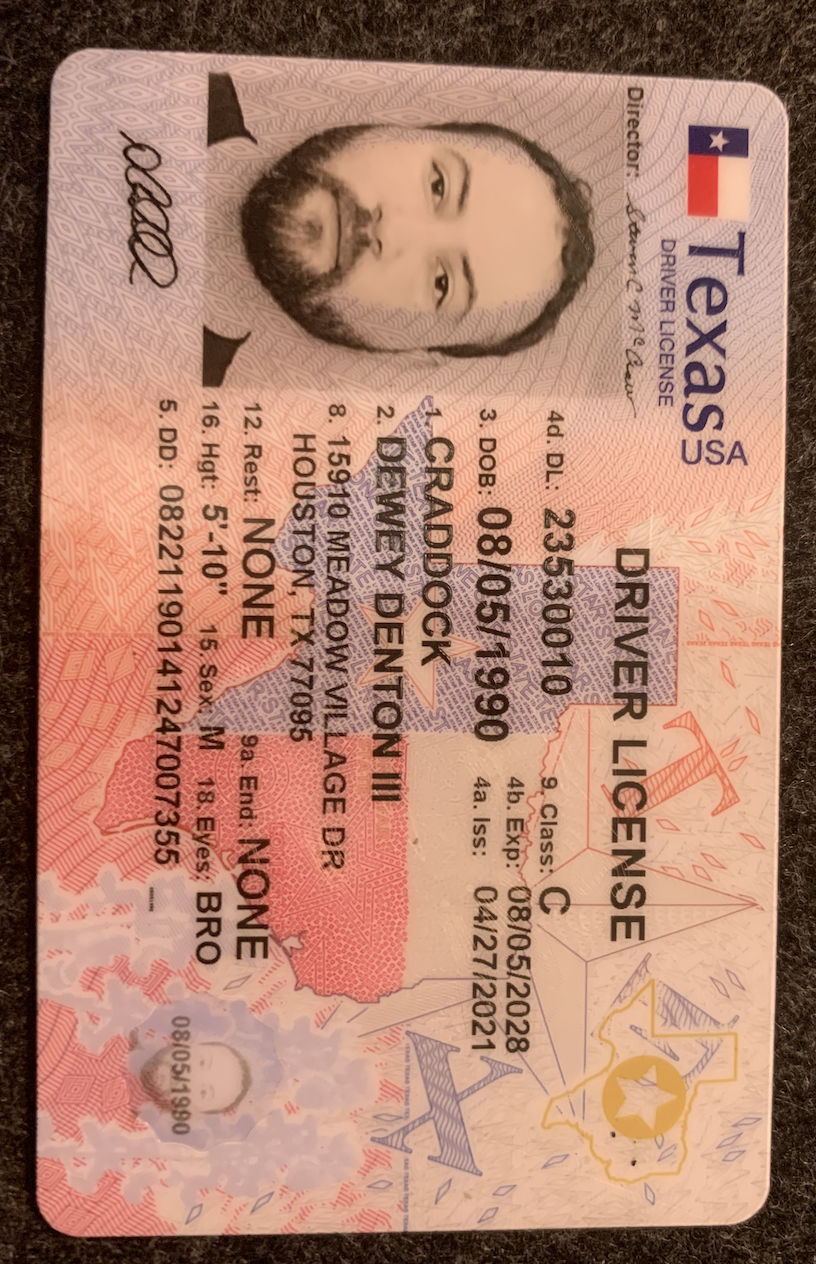 Texas USA
DRIVER LICENSE
Director: Steven C McCraw
DRIVER LICENSE
4d. DL: 23530010 9. Class: C
3. DOB: 08/05/1990 4b. Exp: 08/05/2028
4a. Iss: 04/27/2021
1. CRADDOCK
2. DEWEY DENTON III
8. 15910 MEADOW VILLAGE DR
HOUSTON, TX 77095
12. Rest: NONE 9a. End: NONE
16. Hgt: 5'-10" 15. Sex: M 18. Eyes: BRO
5. DD: 08221190141247007355
08/05/1990